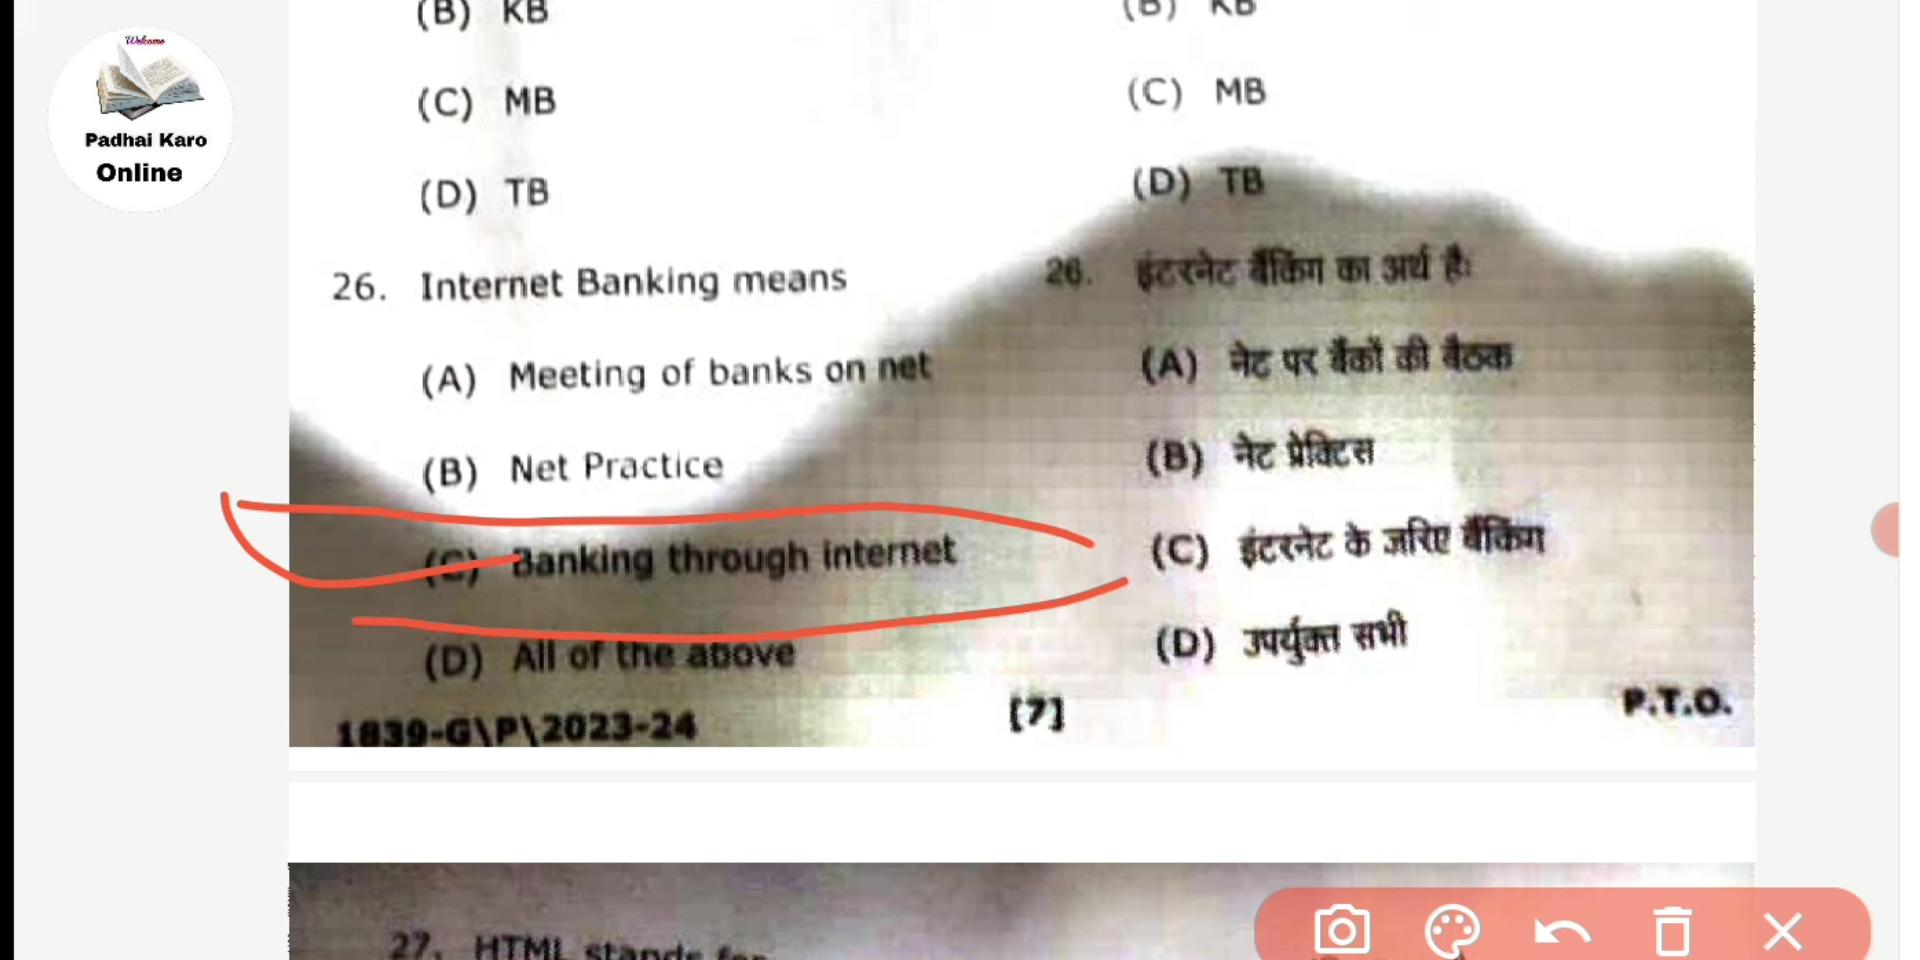 Welcome
Padhai Karo
Online
(B) KB
(C) MB
(D) TB
26. Internet Banking means
(A) Meeting of banks on net
(B) Net Practice
(C) Banking through internet
(D) All of the above
1839-G\P\2023-24
(B) KB
(C) MB
(D) TB
26. इंटरनेट बैंकिंग का अर्थ हैः
(A) नेट पर बैंकों की बैठक
(B) नेट प्रेक्टिस
(C) इंटरनेट के जरिए बैंकिंग
(D) उपर्युक्त सभी
[7]
P.T.O.
27. HTML stands for